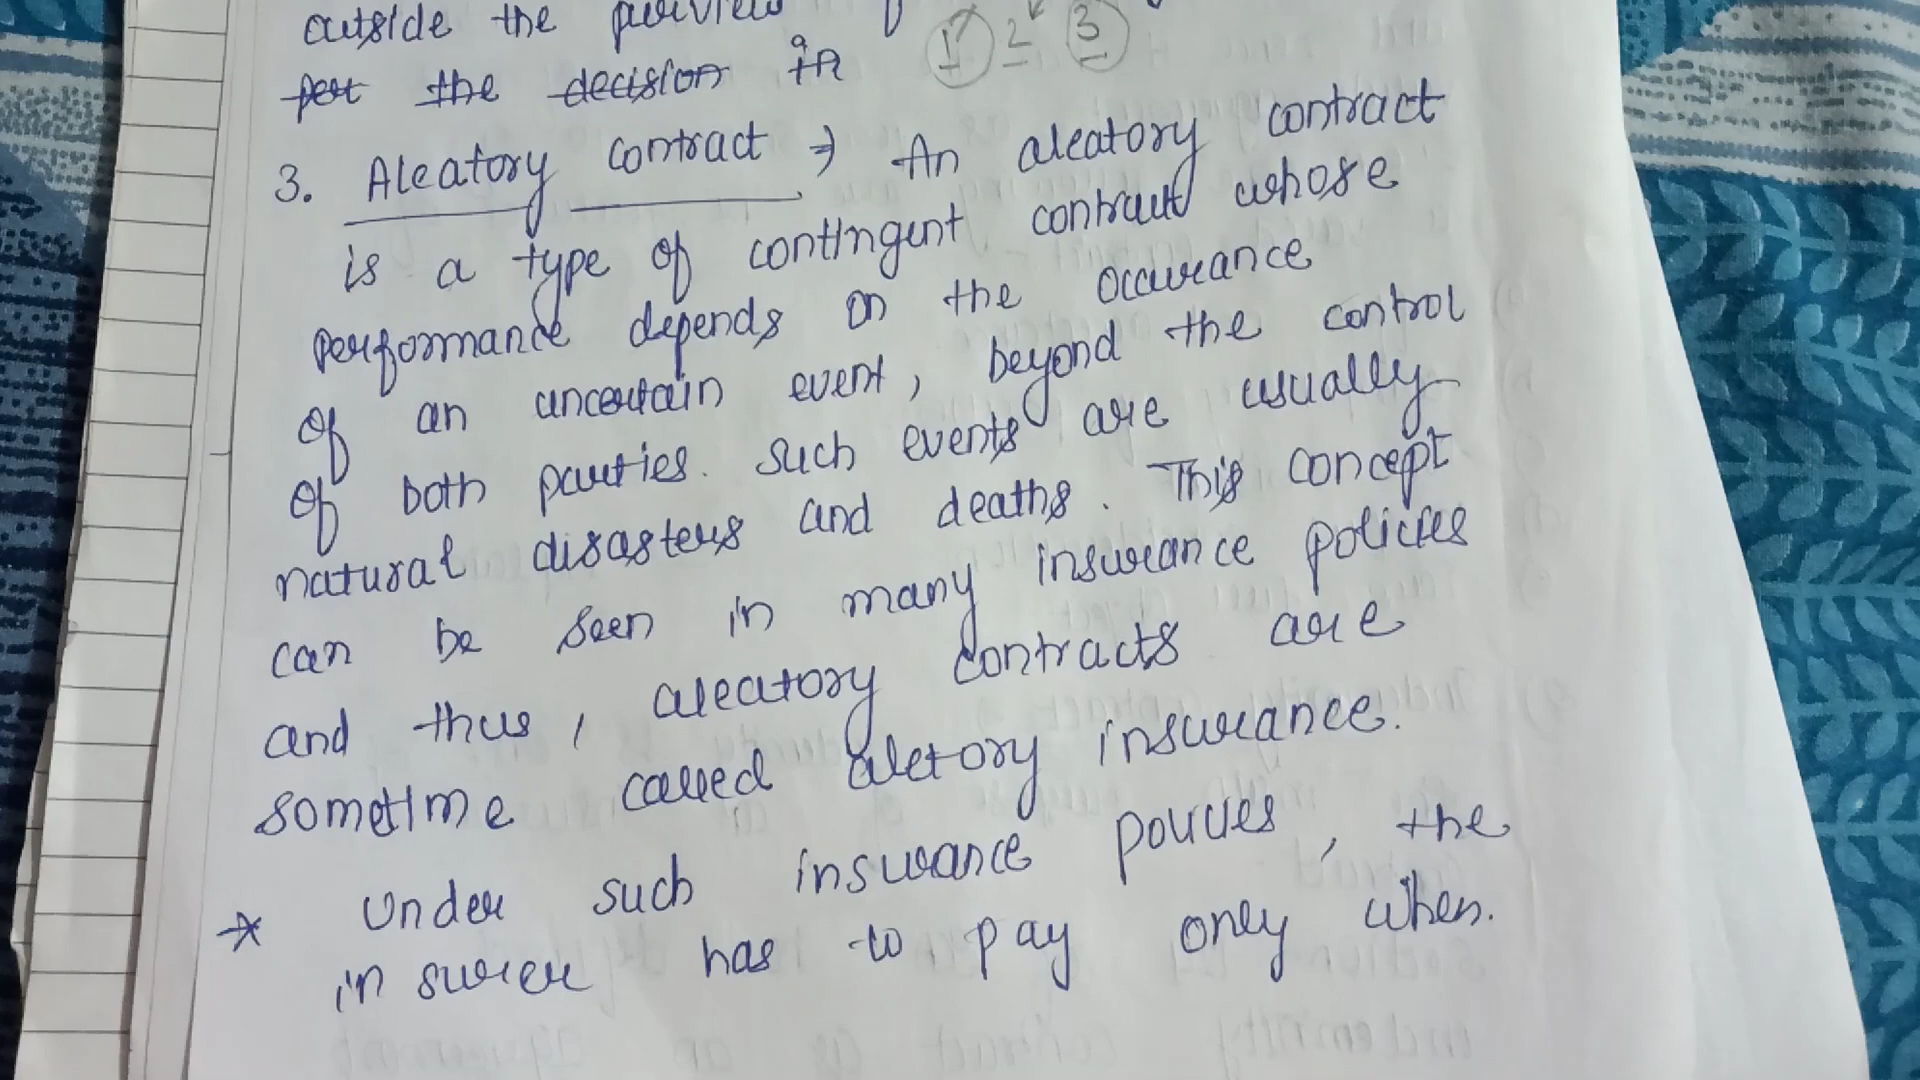 outside the purview
per the decision in
1 2 3
3. Aleatory contract → An aleatory contract
is a type of contingent contract whose
performance depends on the occurance
of an uncertain event, beyond the control
of both parties. Such events are usually
natural disasters and deaths. This concept
can be seen in many insurance policies
and thus, aleatory contracts are
sometime called aletory insurance.
* Under such insurance policies, the
insurer has to pay only when.